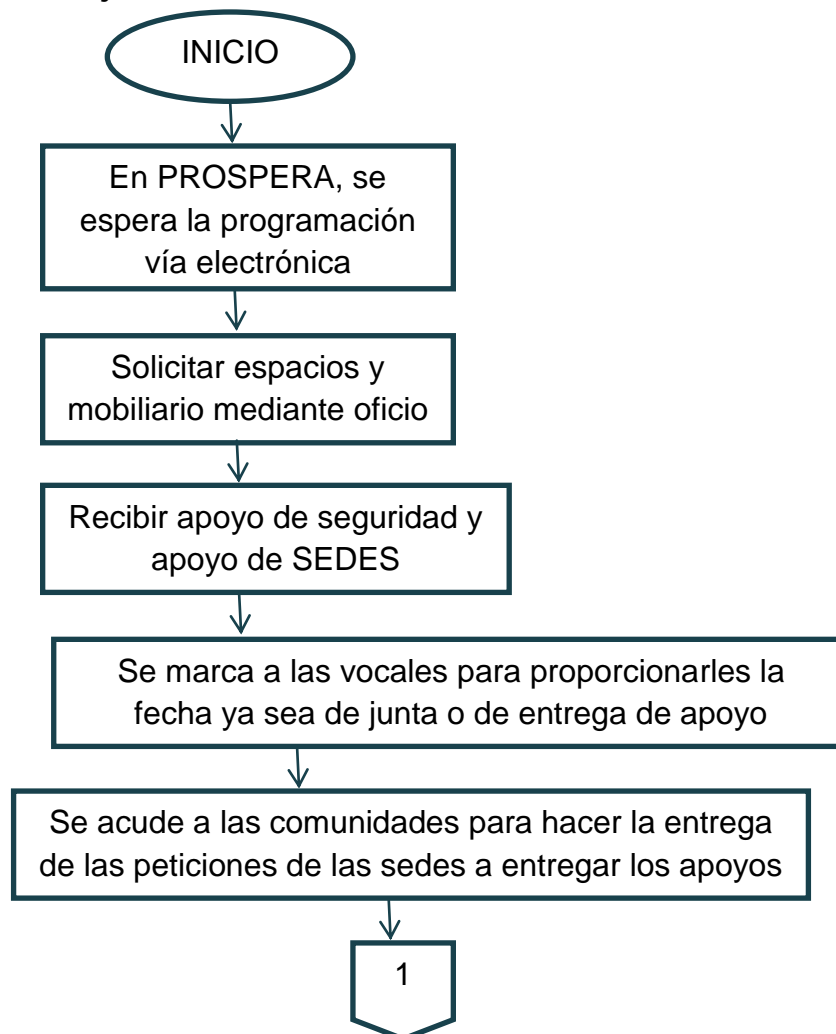 INICIO
En PROSPERA, se
espera la programación
vía electrónica
Solicitar espacios y
mobiliario mediante oficio
Recibir apoyo de seguridad y
apoyo de SEDES
Se marca a las vocales para proporcionarles la
fecha ya sea de junta o de entrega de apoyo
Se acude a las comunidades para hacer la entrega
de las peticiones de las sedes a entregar los apoyos
1